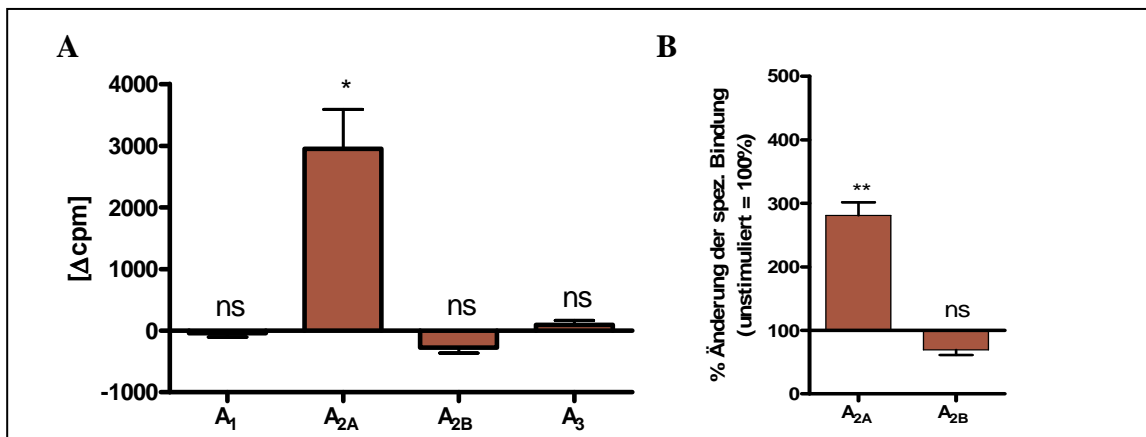 A
4000
3000
2000
1000
0
-1000
[Δcpm]
ns
*
ns
ns
A1
A2A
A2B
A3
B
500
400
300
200
100
0
% Änderung der spez. Bindung
(unstimuliert = 100%)
**
ns
A2A
A2B